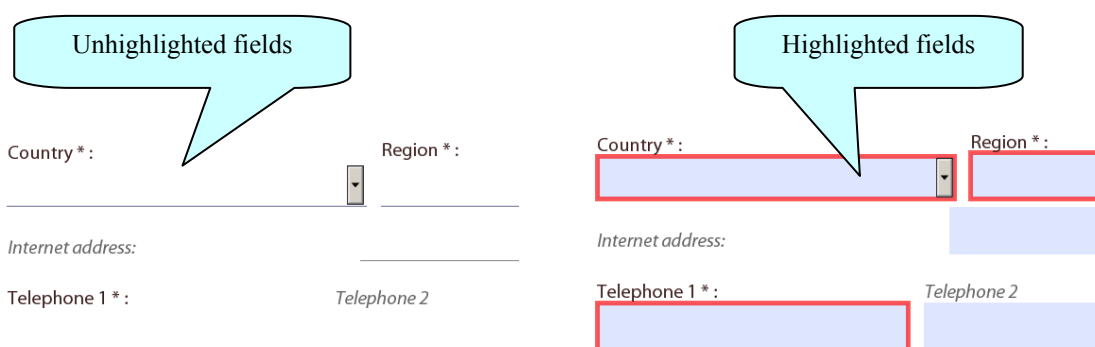 Unhighlighted fields
Highlighted fields
Country * :
Region * :
Internet address:
Telephone 1 * :
Telephone 2
Country * :
Region * :
Internet address:
Telephone 1 * :
Telephone 2